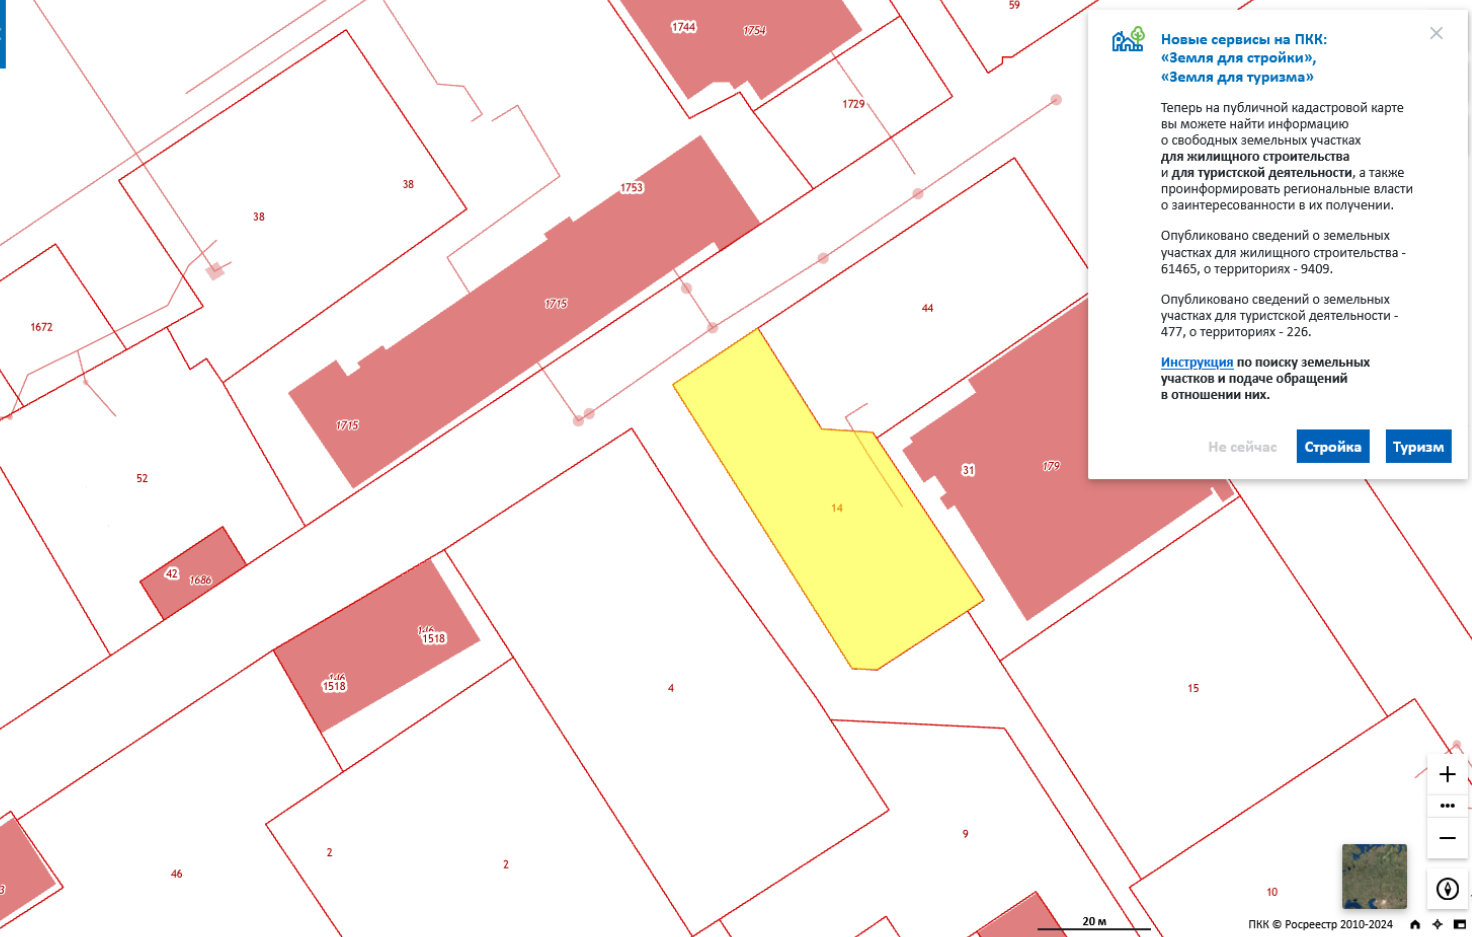 59
1744
1754
1729
1753
38
38
1715
1672
44
1715
52
31
179
14
42
1686
146
1518
146
1518
4
15
9
2
2
46
10
3
Новые сервисы на ПКК:
«Земля для стройки»,
«Земля для туризма»
Теперь на публичной кадастровой карте
вы можете найти информацию
о свободных земельных участках
для жилищного строительства
и для туристской деятельности, а также
проинформировать региональные власти
о заинтересованности в их получении.
Опубликовано сведений о земельных
участках для жилищного строительства -
61465, о территориях - 9409.
Опубликовано сведений о земельных
участках для туристской деятельности -
477, о территориях - 226.
Инструкция по поиску земельных
участков и подаче обращений
в отношении них.
Не сейчас Стройка Туризм
20 м
ПКК © Росреестр 2010-2024